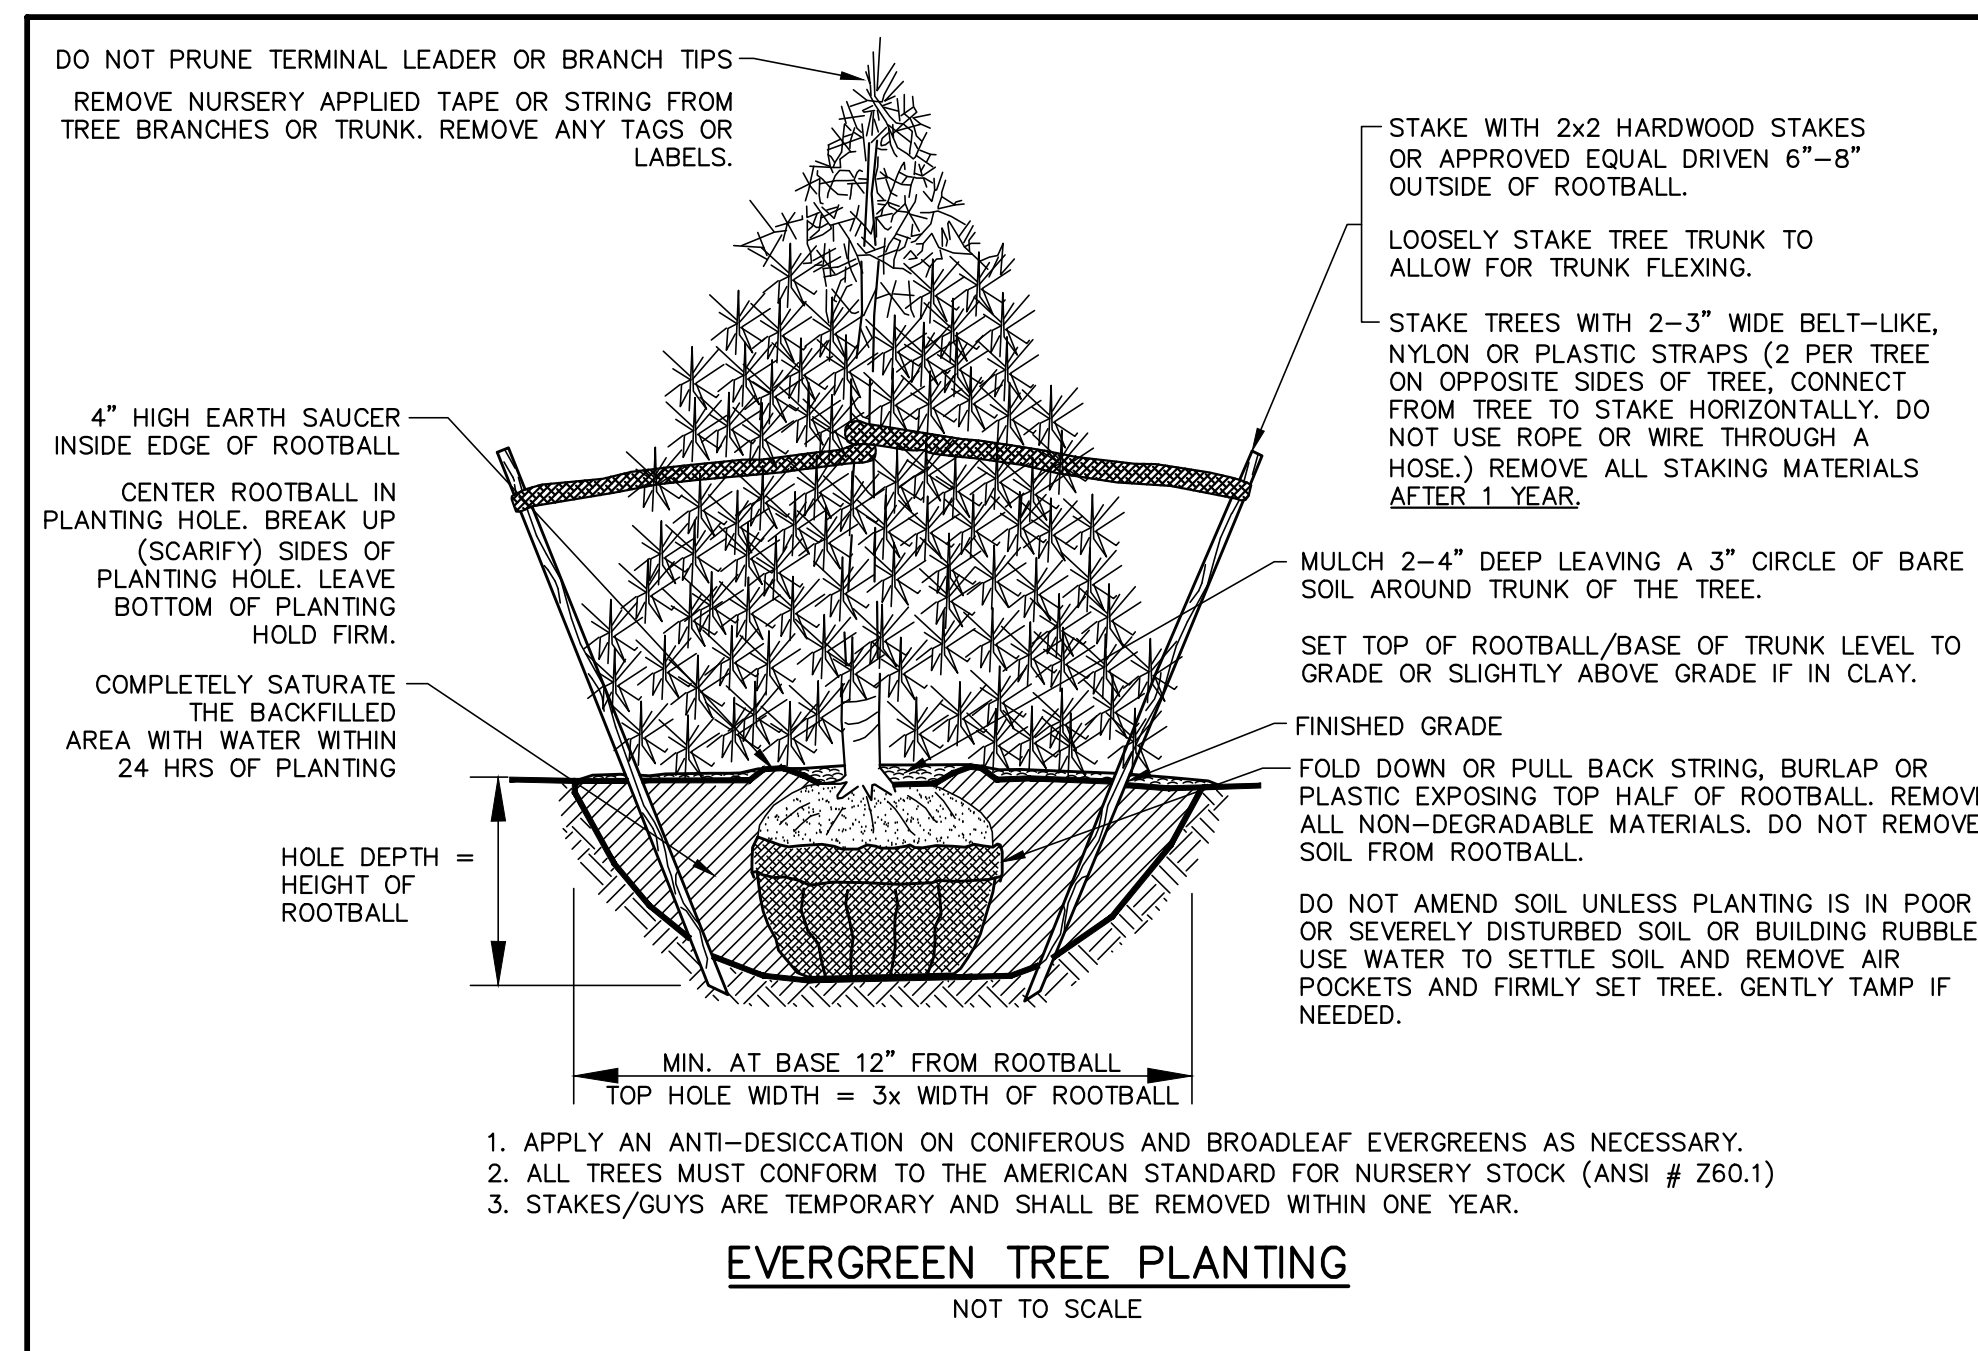 DO NOT PRUNE TERMINAL LEADER OR BRANCH TIPS
REMOVE NURSERY APPLIED TAPE OR STRING FROM
TREE BRANCHES OR TRUNK. REMOVE ANY TAGS OR
LABELS.
4" HIGH EARTH SAUCER
INSIDE EDGE OF ROOTBALL
CENTER ROOTBALL IN
PLANTING HOLE. BREAK UP
(SCARIFY) SIDES OF
PLANTING HOLE. LEAVE
BOTTOM OF PLANTING
HOLD FIRM.
COMPLETELY SATURATE
THE BACKFILLED
AREA WITH WATER WITHIN
24 HRS OF PLANTING
HOLE DEPTH =
HEIGHT OF
ROOTBALL
STAKE WITH 2x2 HARDWOOD STAKES
OR APPROVED EQUAL DRIVEN 6"-8"
OUTSIDE OF ROOTBALL.
LOOSELY STAKE TREE TRUNK TO
ALLOW FOR TRUNK FLEXING.
STAKE TREES WITH 2-3" WIDE BELT-LIKE,
NYLON OR PLASTIC STRAPS (2 PER TREE
ON OPPOSITE SIDES OF TREE, CONNECT
FROM TREE TO STAKE HORIZONTALLY. DO
NOT USE ROPE OR WIRE THROUGH A
HOSE.) REMOVE ALL STAKING MATERIALS
AFTER 1 YEAR.
MULCH 2-4" DEEP LEAVING A 3" CIRCLE OF BARE
SOIL AROUND TRUNK OF THE TREE.
SET TOP OF ROOTBALL/BASE OF TRUNK LEVEL TO
GRADE OR SLIGHTLY ABOVE GRADE IF IN CLAY.
FINISHED GRADE
FOLD DOWN OR PULL BACK STRING, BURLAP OR
PLASTIC EXPOSING TOP HALF OF ROOTBALL. REMOVE
ALL NON-DEGRADABLE MATERIALS. DO NOT REMOVE
SOIL FROM ROOTBALL.
DO NOT AMEND SOIL UNLESS PLANTING IS IN POOR
OR SEVERELY DISTURBED SOIL OR BUILDING RUBBLE
USE WATER TO SETTLE SOIL AND REMOVE AIR
POCKETS AND FIRMLY SET TREE. GENTLY TAMP IF
NEEDED.
MIN. AT BASE 12" FROM ROOTBALL
TOP HOLE WIDTH = 3x WIDTH OF ROOTBALL
1. APPLY AN ANTI-DESICCATION ON CONIFEROUS AND BROADLEAF EVERGREENS AS NECESSARY.
2. ALL TREES MUST CONFORM TO THE AMERICAN STANDARD FOR NURSERY STOCK (ANSI # Z60.1)
3. STAKES/GUYS ARE TEMPORARY AND SHALL BE REMOVED WITHIN ONE YEAR.
EVERGREEN TREE PLANTING
NOT TO SCALE